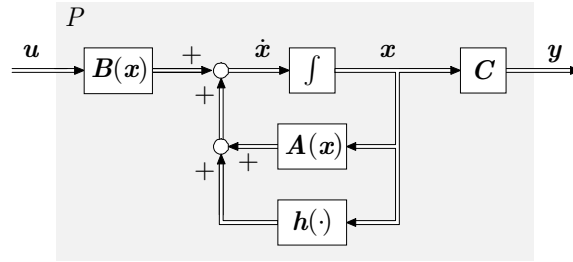 P
u B(x) + ẋ ∫ x C y
+
+ A(x)
+
h(·)